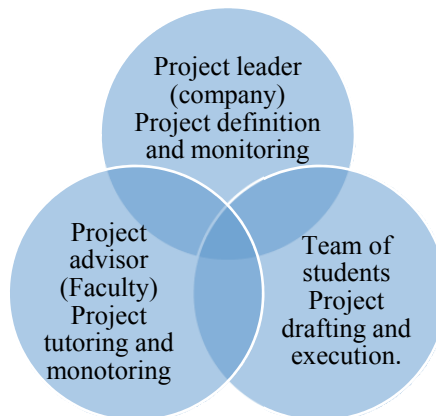 Project leader
(company)
Project definition
and monitoring
Project
advisor
(Faculty)
Project
tutoring and
monotoring
Team of
students
Project
drafting and
execution.